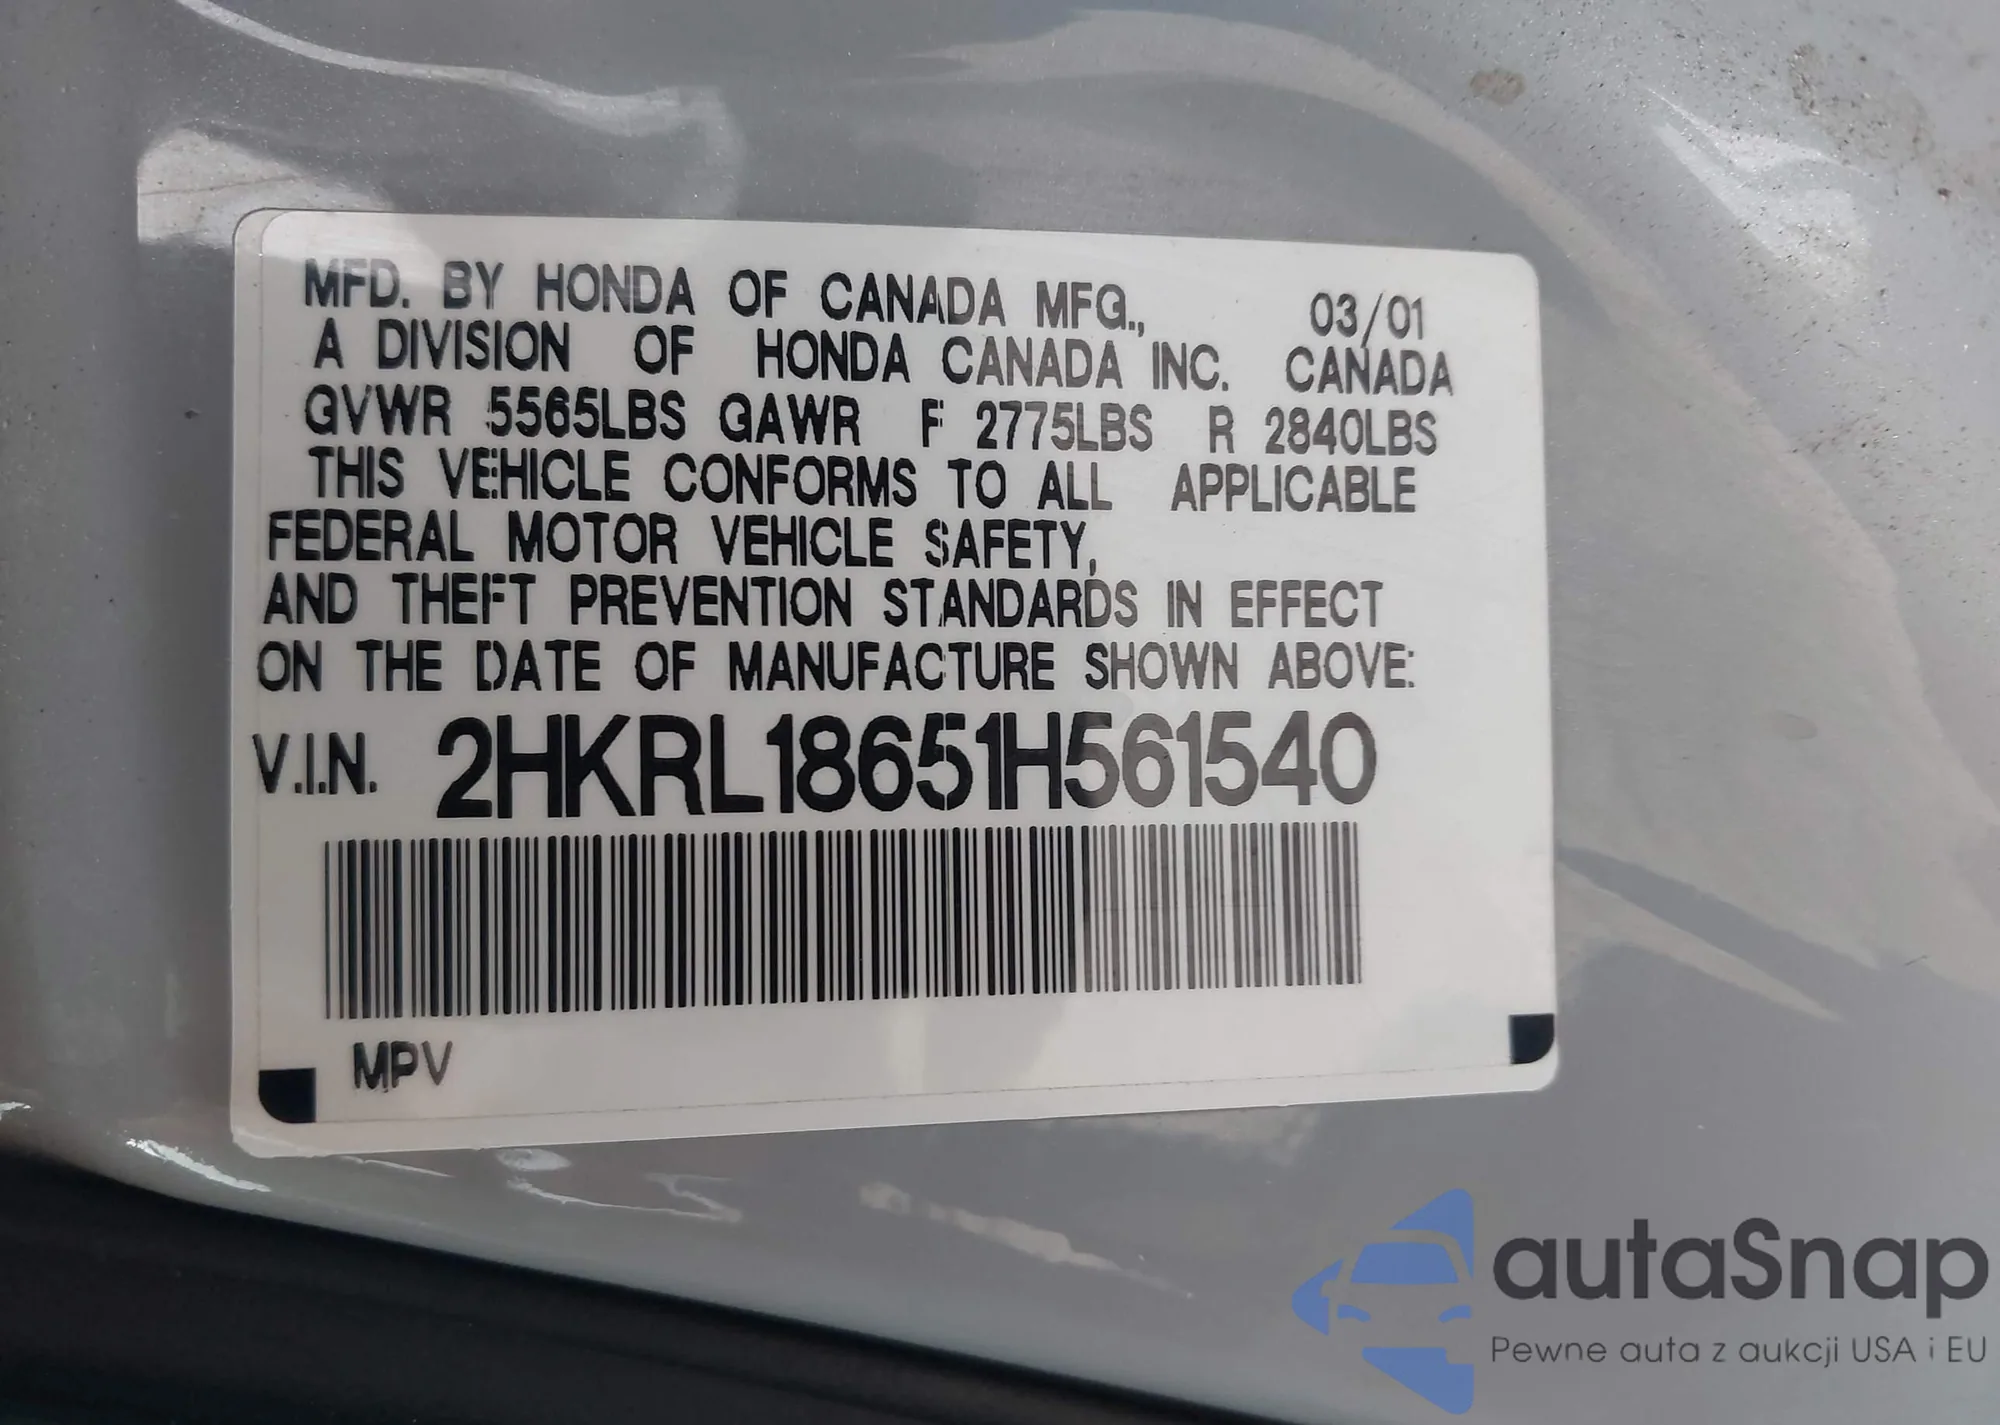 MFD. BY HONDA OF CANADA MFG., 03/01
A DIVISION OF HONDA CANADA INC. CANADA
GVWR 5565LBS GAWR F 2775LBS R 2840LBS
THIS VEHICLE CONFORMS TO ALL APPLICABLE
FEDERAL MOTOR VEHICLE SAFETY,
AND THEFT PREVENTION STANDARDS IN EFFECT
ON THE DATE OF MANUFACTURE SHOWN ABOVE:
V.I.N. 2HKRL18651H561540
MPV
autaSnap
Pewne auta z aukcji USA i EU